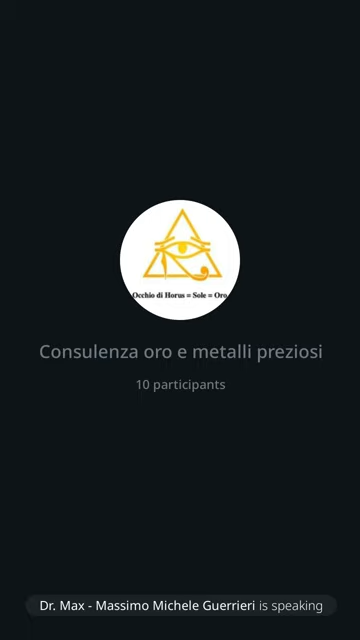 Occhio di Horus = Sole = Oro
Consulenza oro e metalli preziosi
10 participants
Dr. Max - Massimo Michele Guerrieri is speaking